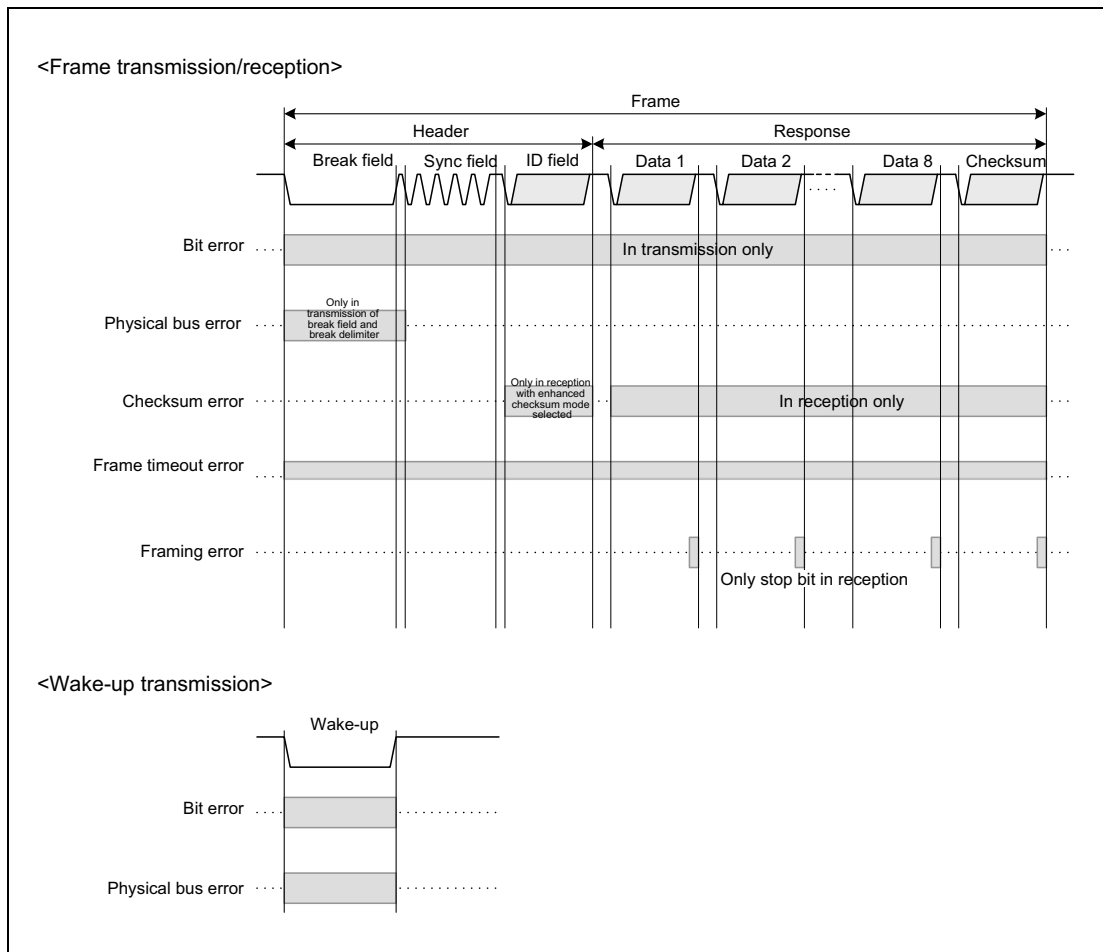 <Frame transmission/reception>
Frame
Header
Response
Break field
Sync field
ID field
Data 1
Data 2
Data 8
Checksum
Bit error
In transmission only
Physical bus error
Only in
transmission of
break field and
break delimiter
Checksum error
Only in reception
with enhanced
checksum mode
selected
In reception only
Frame timeout error
Framing error
Only stop bit in reception
<Wake-up transmission>
Wake-up
Bit error
Physical bus error